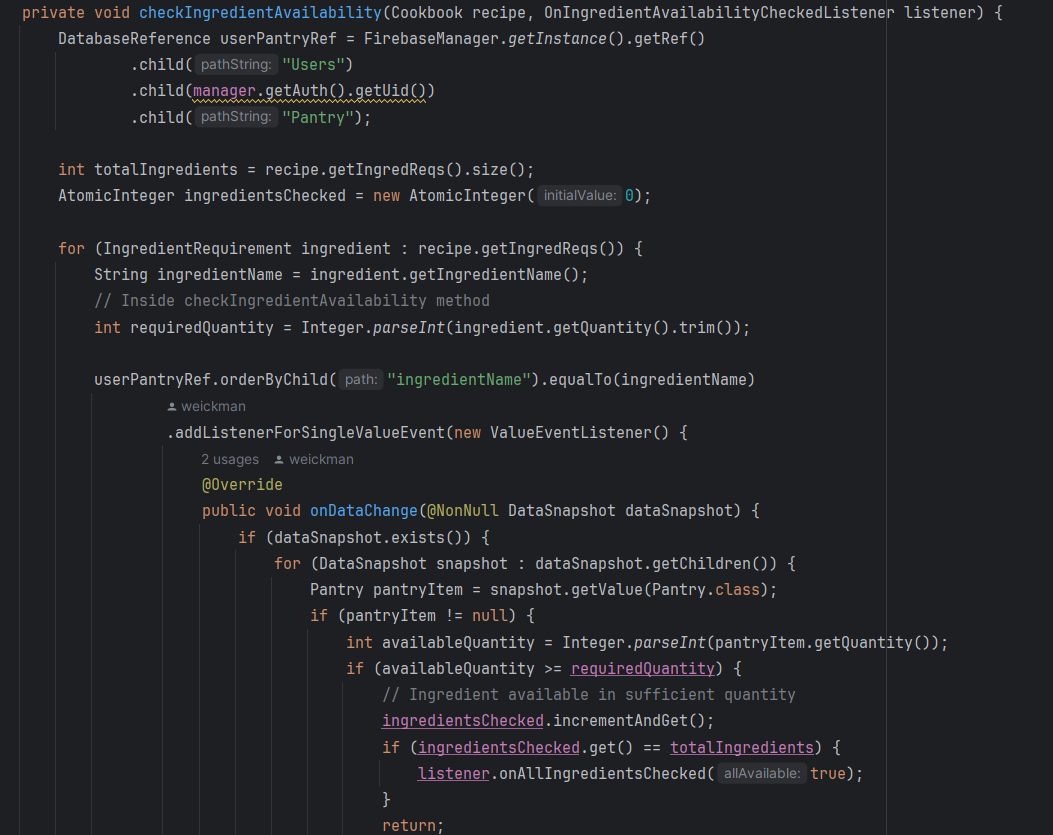 private void checkIngredientAvailability(Cookbook recipe, OnIngredientAvailabilityCheckedListener listener) {
DatabaseReference userPantryRef = FirebaseManager.getInstance().getRef()
.child( pathString: "Users")
.child(manager.getAuth().getUid())
.child( pathString: "Pantry");
int totalIngredients = recipe.getIngredReqs().size();
AtomicInteger ingredientsChecked = new AtomicInteger( initialValue: 0);
for (IngredientRequirement ingredient : recipe.getIngredReqs()) {
String ingredientName = ingredient.getIngredientName();
// Inside checkIngredientAvailability method
int requiredQuantity = Integer.parseInt(ingredient.getQuantity().trim());
userPantryRef.orderByChild( path: "ingredientName").equalTo(ingredientName)
weickman
.addListenerForSingleValueEvent(new ValueEventListener() {
2 usages weickman
@Override
public void onDataChange(@NonNull DataSnapshot dataSnapshot) {
if (dataSnapshot.exists()) {
for (DataSnapshot snapshot : dataSnapshot.getChildren()) {
Pantry pantryItem = snapshot.getValue(Pantry.class);
if (pantryItem != null) {
int availableQuantity = Integer.parseInt(pantryItem.getQuantity());
if (availableQuantity >= requiredQuantity) {
// Ingredient available in sufficient quantity
ingredientsChecked.incrementAndGet();
if (ingredientsChecked.get() == totalIngredients) {
listener.onAllIngredientsChecked( allAvailable: true);
}
return;